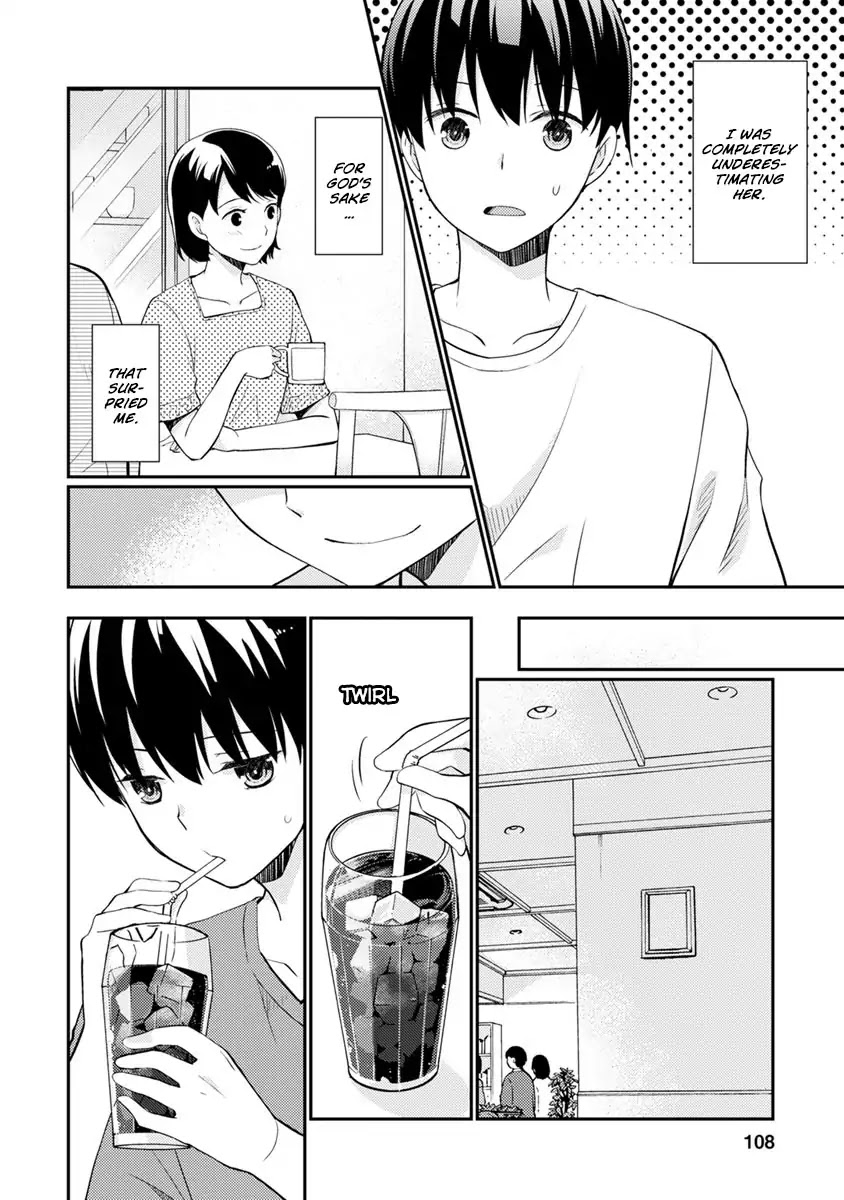 I WAS
COMPLETELY
UNDERES-
TIMATING
HER.
FOR
GOD'S
SAKE
...
THAT
SUR-
PRIED
ME.
TWIRL
108